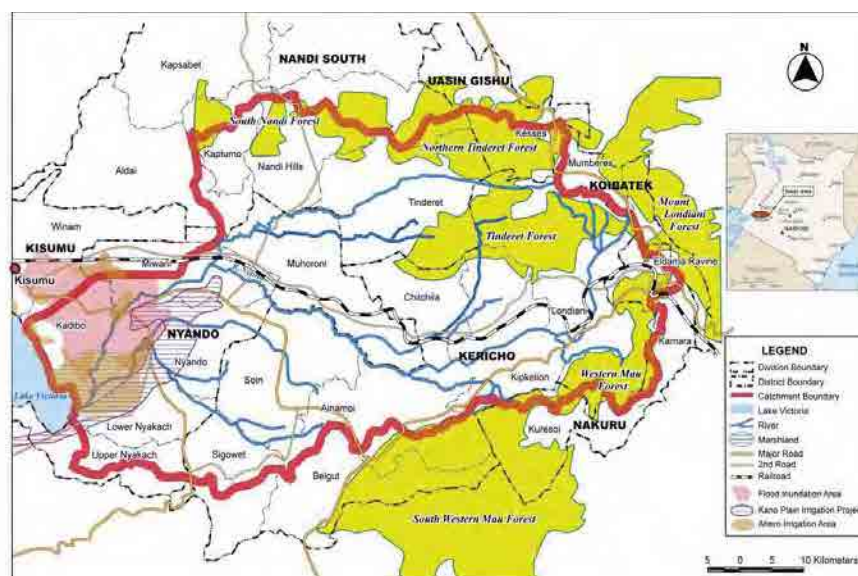 NANDI SOUTH
Kapsabet
UASIN GISHU
N
South Nandi Forest
Kesses
Northern Tinderet Forest
Kaptumo
Nandi Hills
Mumberes
Aldai
KOIBATEK
Mount
Londiani
Forest
Tinderet
Winam
Tinderet Forest
KISUMU
Kisumu
Miwani
Muhoroni
Eldama Ravine
Chilchila
Londiani
Kadibo
NYANDO
Nyando
KERICHO
Kamara
Soin
Kipkelion
Western Mau
Forest
Lake Victoria
Ainamoi
Lower Nyakach
Kuresoi
NAKURU
Upper Nyakach
Sigowet
Belgut
South Western Mau Forest
LEGEND
Division Boundary
District Boundary
Catchment Boundary
Lake Victoria
River
Marshland
Major Road
2nd Road
Railroad
Flood Inundation Area
Kano Plain Irrigation Project
Ahero Irrigation Area
5 0 5 10 Kilometers